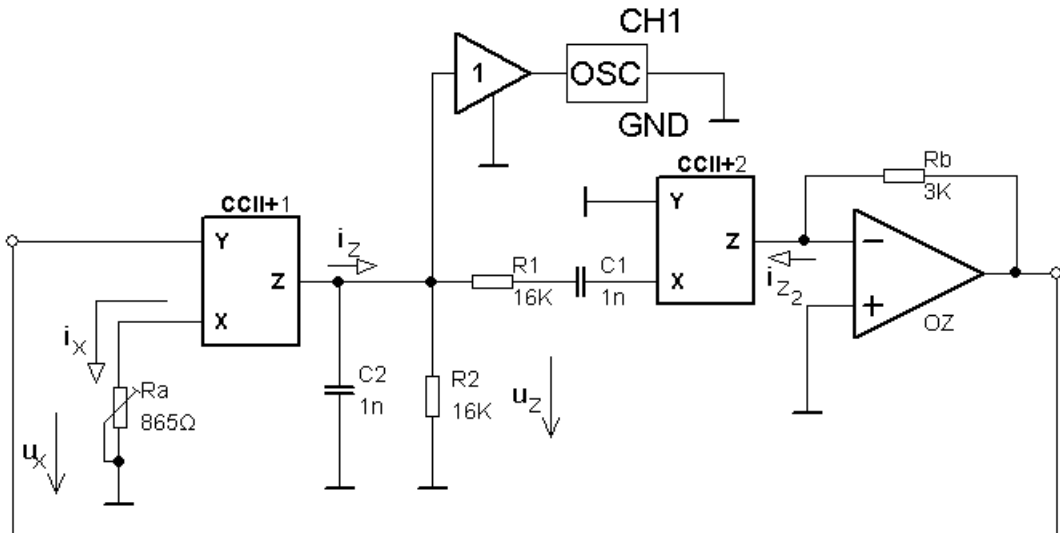 CH1
1
OSC
GND
CCII+1
Y
Z
X
iZ
iX
Ra
865Ω
uX
C2
1n
R2
16K
uZ
R1
16K
C1
1n
CCII+2
Y
Z
X
iZ2
Rb
3K
−
+
OZ